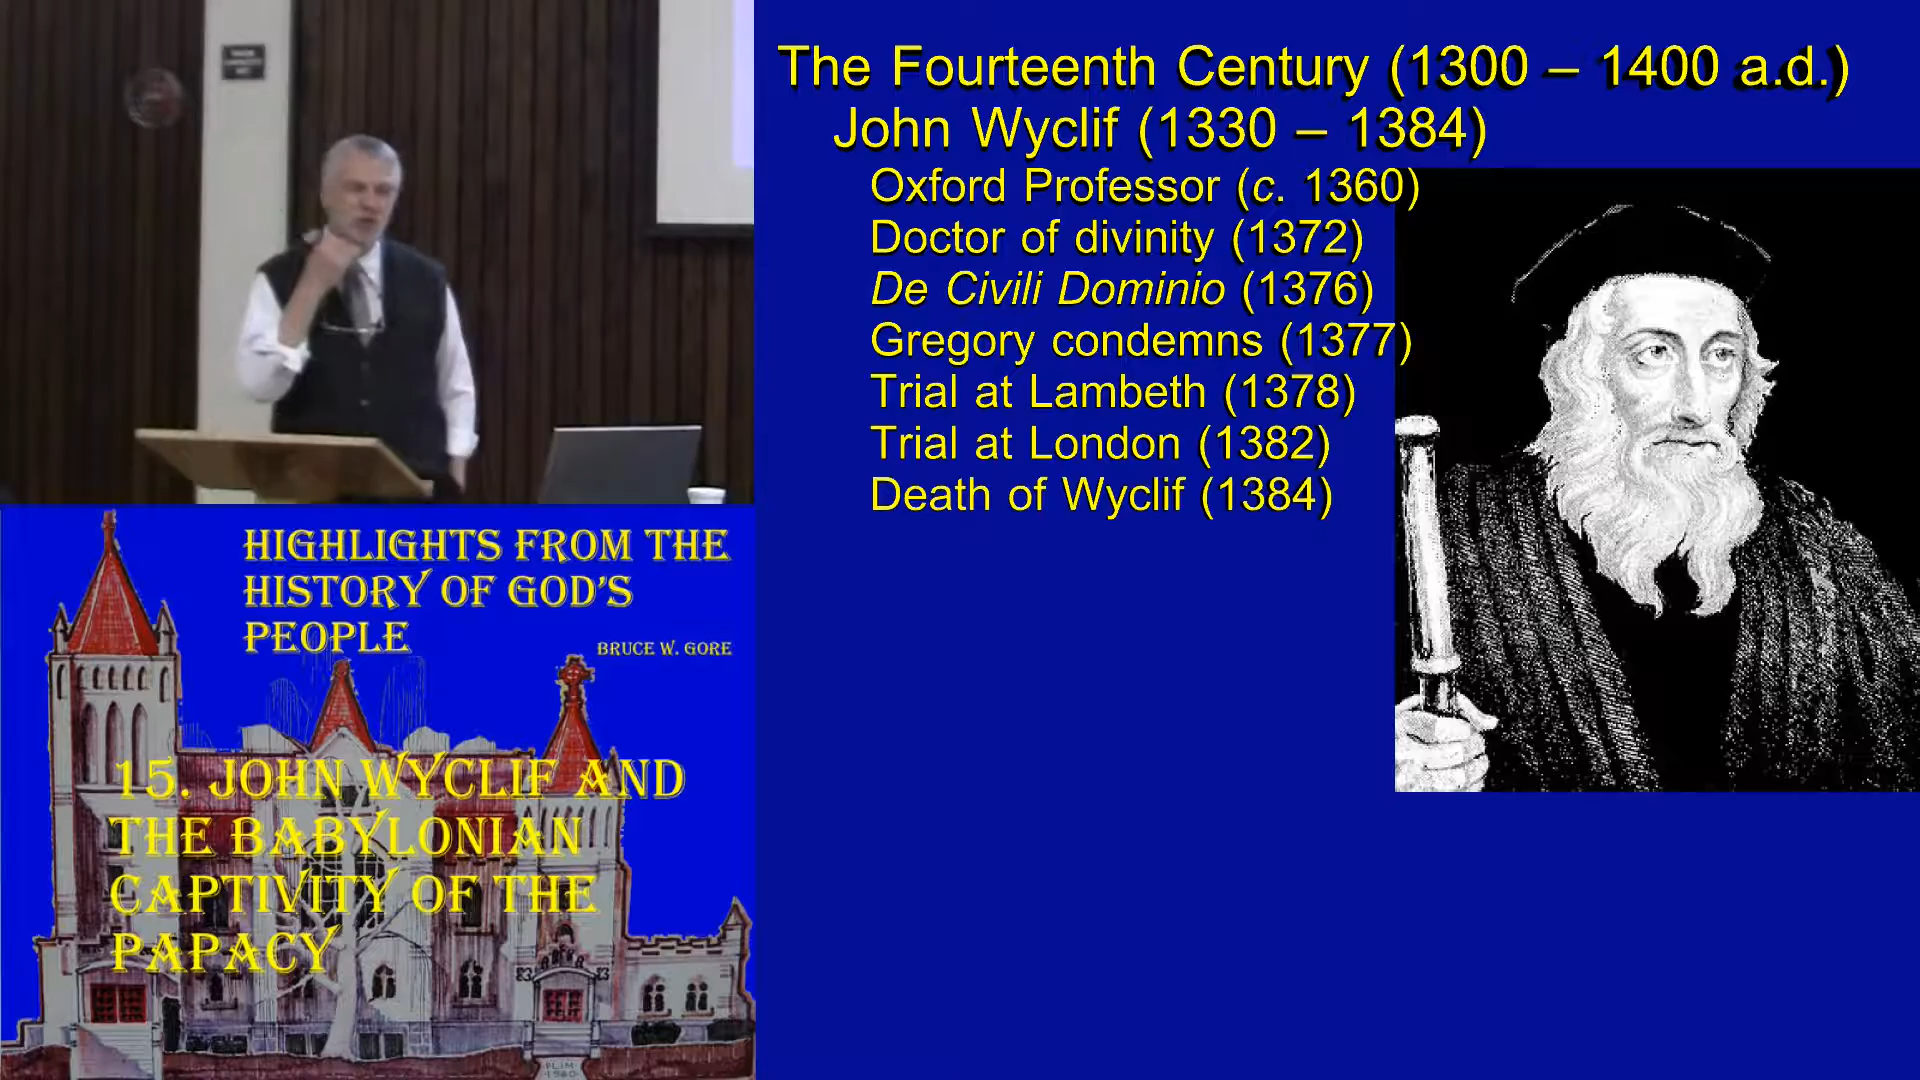 The Fourteenth Century (1300 – 1400 a.d.)
John Wyclif (1330 – 1384)
Oxford Professor (c. 1360)
Doctor of divinity (1372)
De Civili Dominio (1376)
Gregory condemns (1377)
Trial at Lambeth (1378)
Trial at London (1382)
Death of Wyclif (1384)
HIGHLIGHTS FROM THE
HISTORY OF GOD'S
PEOPLE
BRUCE W. GORE
15. JOHN WYCLIF AND
THE BABYLONIAN
CAPTIVITY OF THE
PAPACY